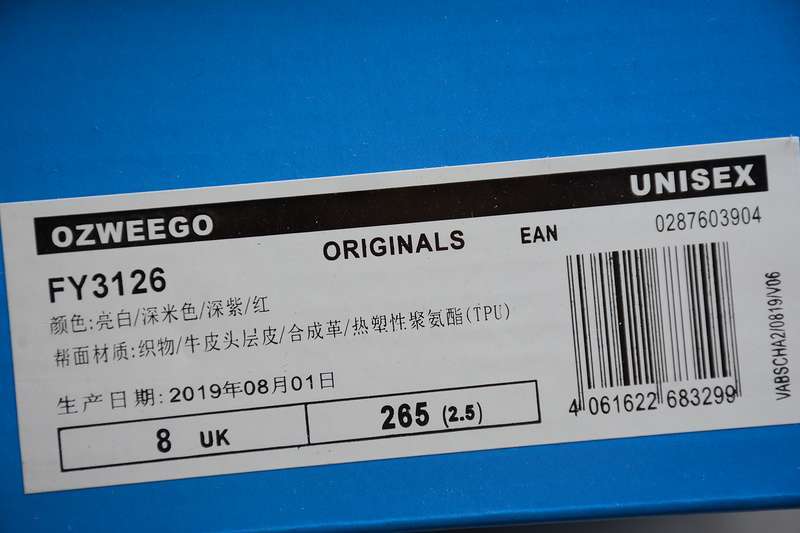 OZWEEGO UNISEX
ORIGINALS EAN 0287603904
FY3126
颜色:亮白/深米色/深紫/红
帮面材质:织物/牛皮头层皮/合成革/热塑性聚氨酯(TPU)
生产日期:2019年08月01日
8 UK 265 (2.5)
4 061622 683299
VABSCHA2/0819/V06